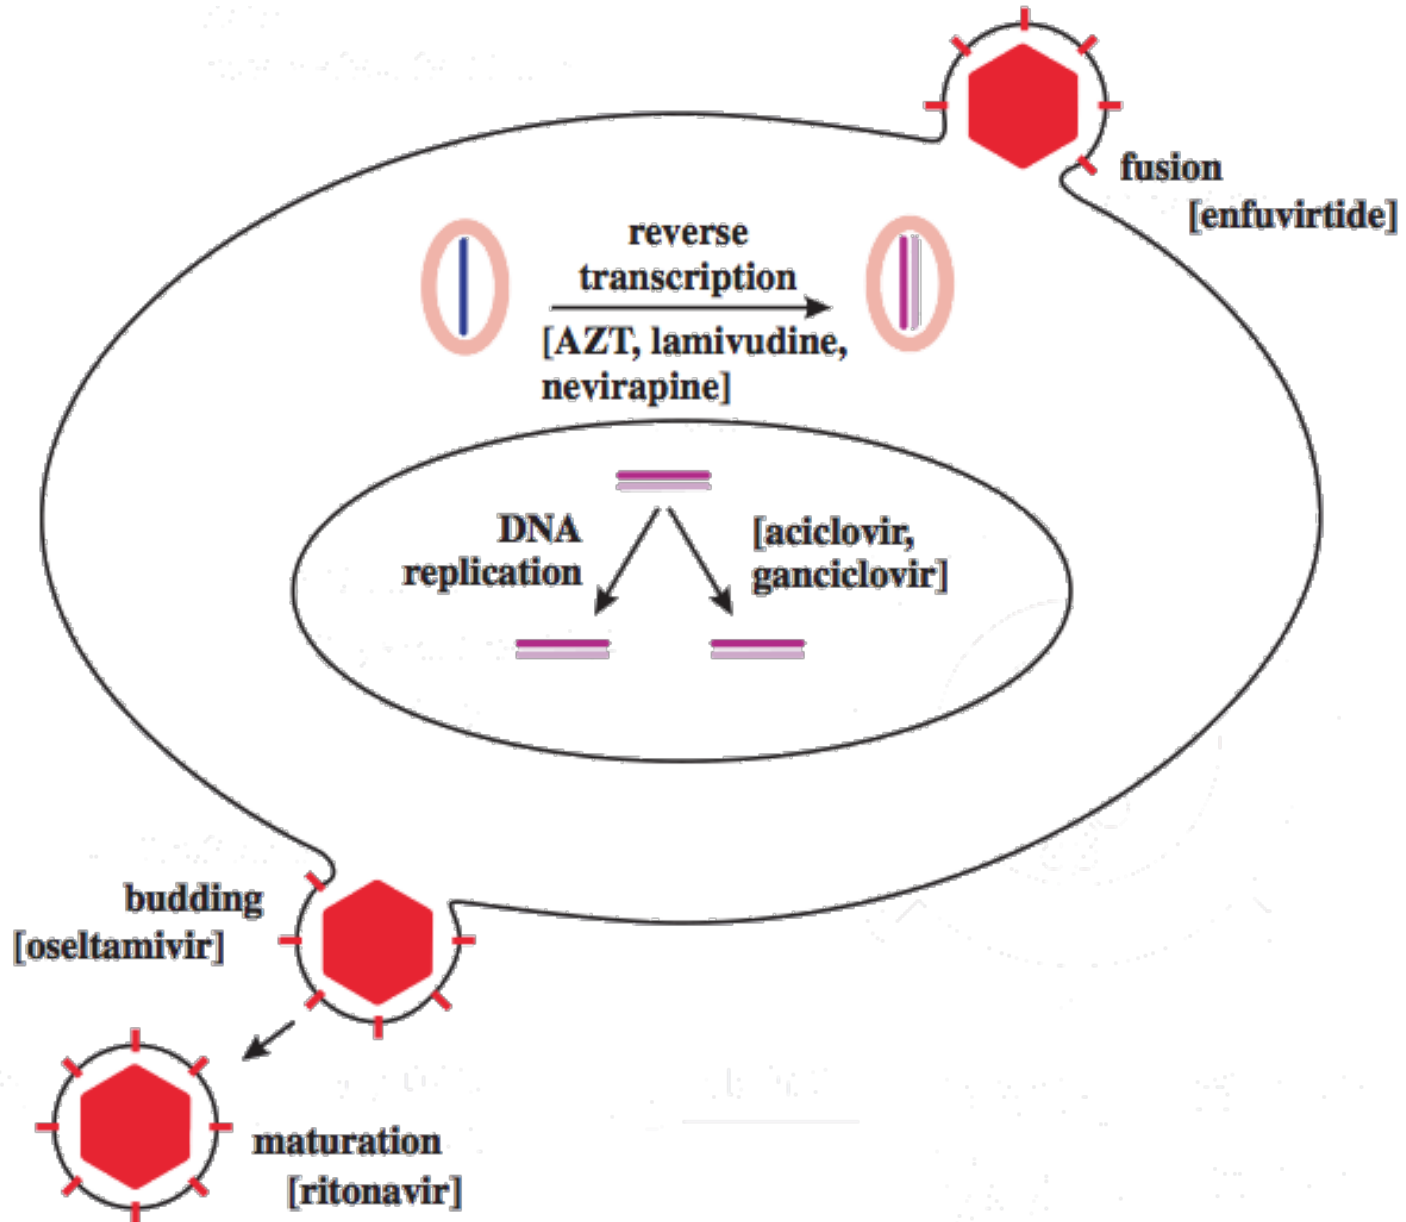 fusion
[enfuvirtide]
reverse
transcription
[AZT, lamivudine,
nevirapine]
DNA
replication
[aciclovir,
ganciclovir]
budding
[oseltamivir]
maturation
[ritonavir]